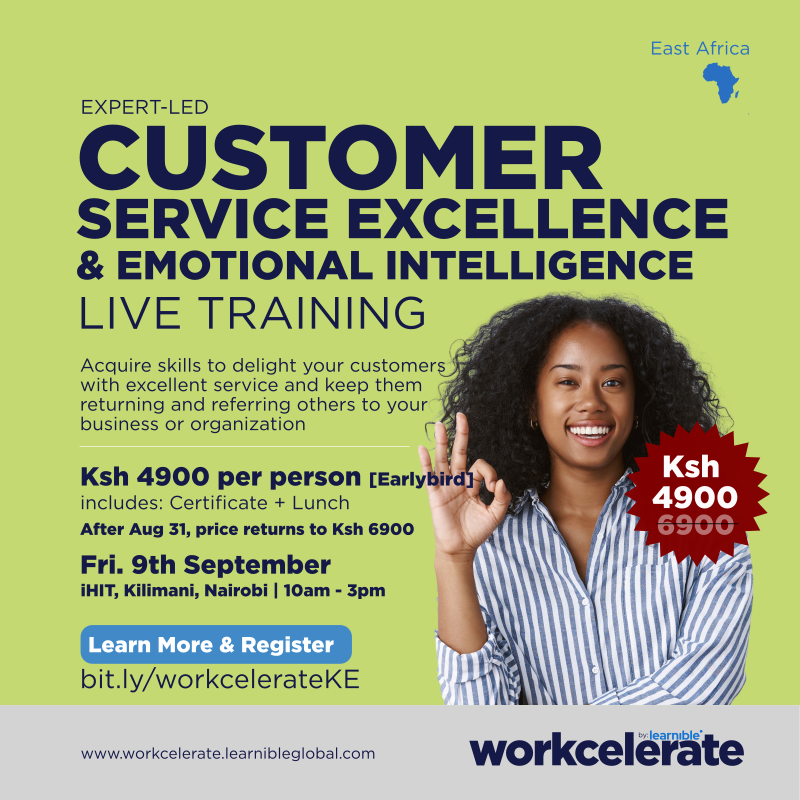 East Africa
EXPERT-LED
CUSTOMER
SERVICE EXCELLENCE
& EMOTIONAL INTELLIGENCE
LIVE TRAINING
Acquire skills to delight your customers
with excellent service and keep them
returning and referring others to your
business or organization
Ksh 4900 per person [Earlybird]
includes: Certificate + Lunch
After Aug 31, price returns to Ksh 6900
Fri. 9th September
iHIT, Kilimani, Nairobi | 10am - 3pm
Ksh
4900
6900
Learn More & Register
bit.ly/workcelerateKE
www.workcelerate.learnibleglobal.com
by: learnible
workcelerate